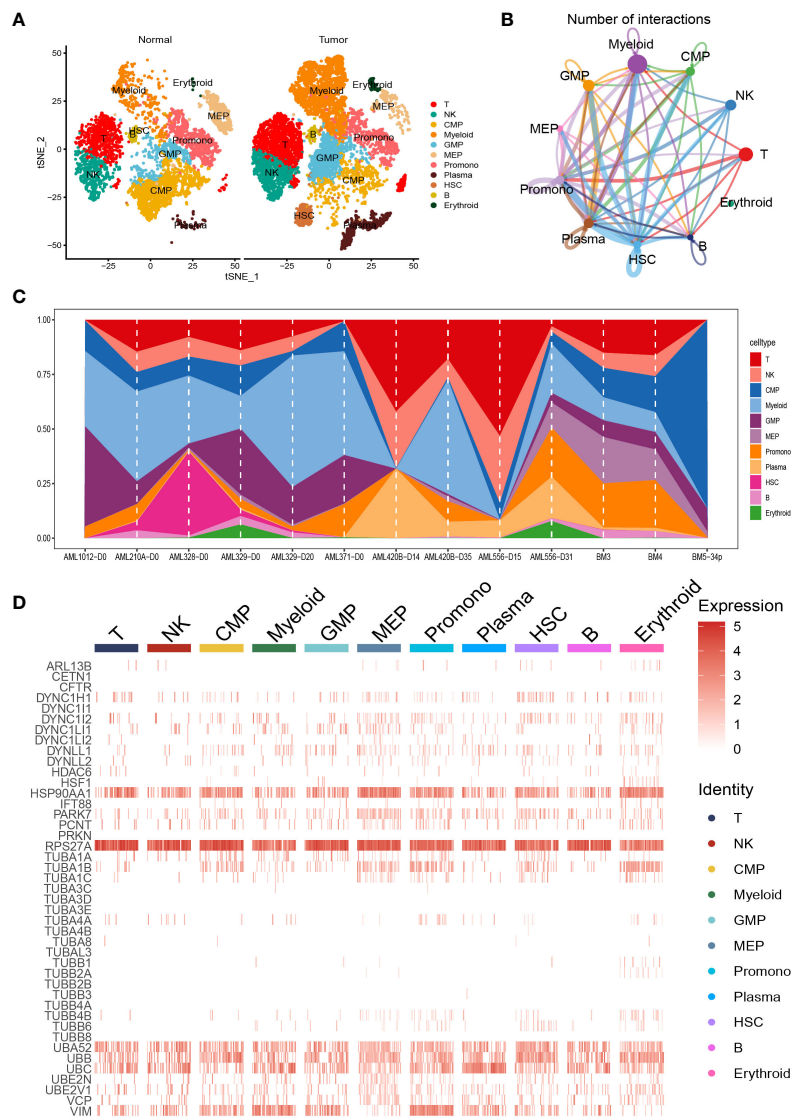 A
Normal
Tumor
tSNE_2
50
25
0
−25
−50
Myeloid
Erythroid
MEP
HSC
B
T
Promono
GMP
NK
CMP
Plasma
Myeloid
Erythroid
MEP
B
T
Promono
GMP
NK
CMP
HSC
Plasma
−25
0
25
50
−25
0
25
50
tSNE_1
T
NK
CMP
Myeloid
GMP
MEP
Promono
Plasma
HSC
B
Erythroid
B
Number of interactions
Myeloid
CMP
GMP
NK
MEP
T
Promono
Erythroid
Plasma
B
HSC
C
1.00
0.75
0.50
0.25
0.00
AML1012-D0
AML210A-D0
AML328-D0
AML329-D0
AML329-D20
AML371-D0
AML420B-D14
AML420B-D35
AML556-D15
AML556-D31
BM3
BM4
BM5-34p
celltype
T
NK
CMP
Myeloid
GMP
MEP
Promono
Plasma
HSC
B
Erythroid
D
T
NK
CMP
Myeloid
GMP
MEP
Promono
Plasma
HSC
B
Erythroid
ARL13B
CETN1
CFTR
DYNC1H1
DYNC1I1
DYNC1I2
DYNC1LI1
DYNC1LI2
DYNLL1
DYNLL2
HDAC6
HSF1
HSP90AA1
IFT88
PARK7
PCNT
PRKN
RPS27A
TUBA1A
TUBA1B
TUBA1C
TUBA3C
TUBA3D
TUBA3E
TUBA4A
TUBA4B
TUBA8
TUBAL3
TUBB1
TUBB2A
TUBB2B
TUBB3
TUBB4A
TUBB4B
TUBB6
TUBB8
UBA52
UBB
UBC
UBE2N
UBE2V1
VCP
VIM
Expression
5
4
3
2
1
0
Identity
T
NK
CMP
Myeloid
GMP
MEP
Promono
Plasma
HSC
B
Erythroid